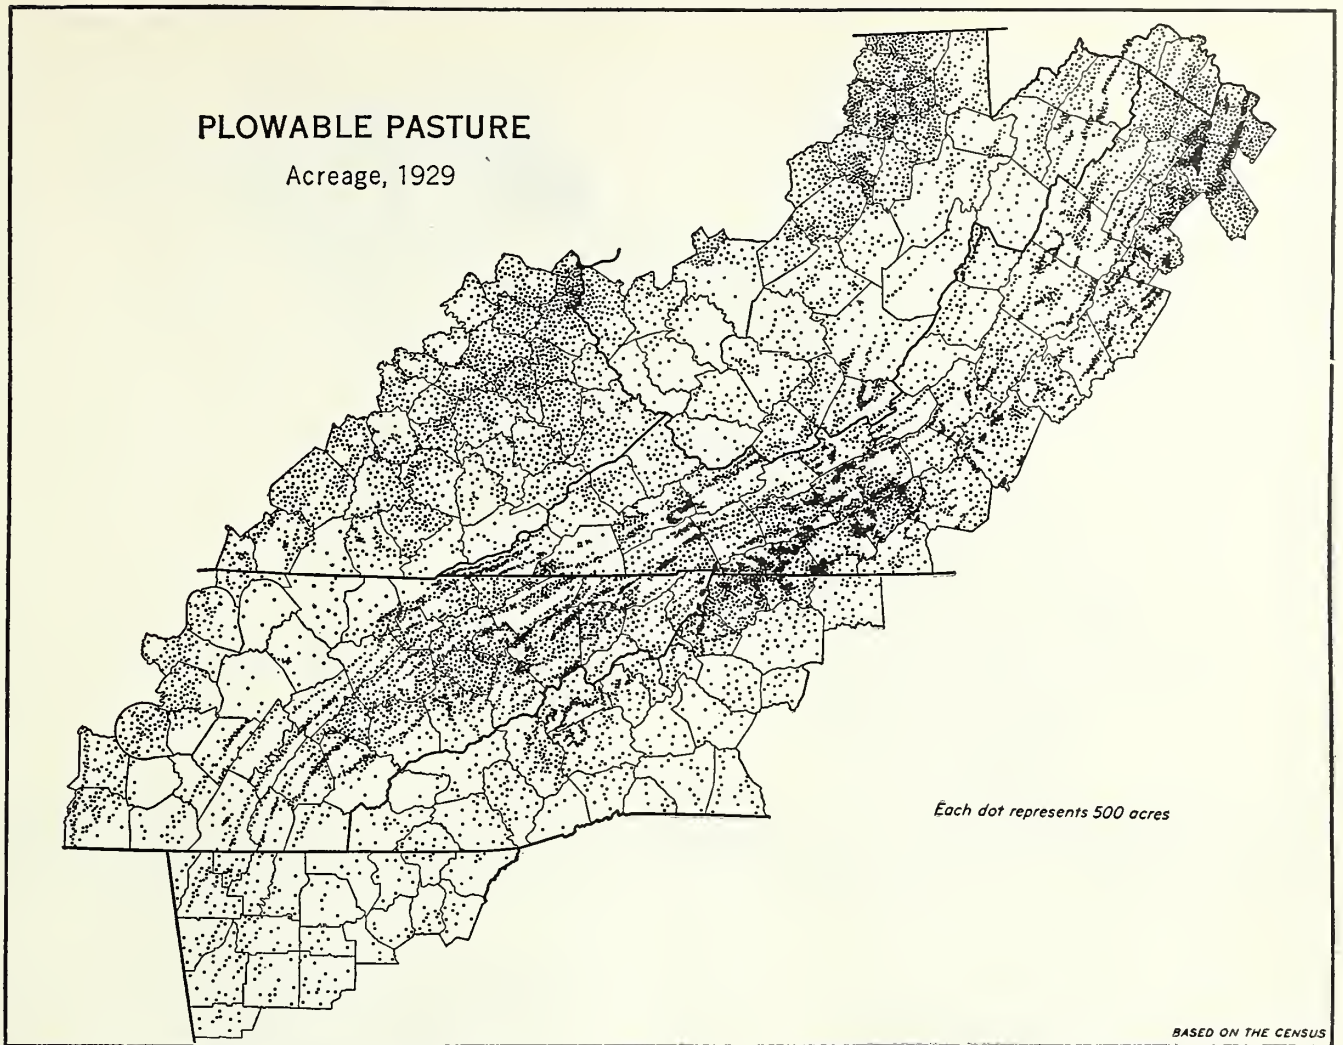 PLOWABLE PASTURE
Acreage, 1929
Each dot represents 500 acres
BASED ON THE CENSUS